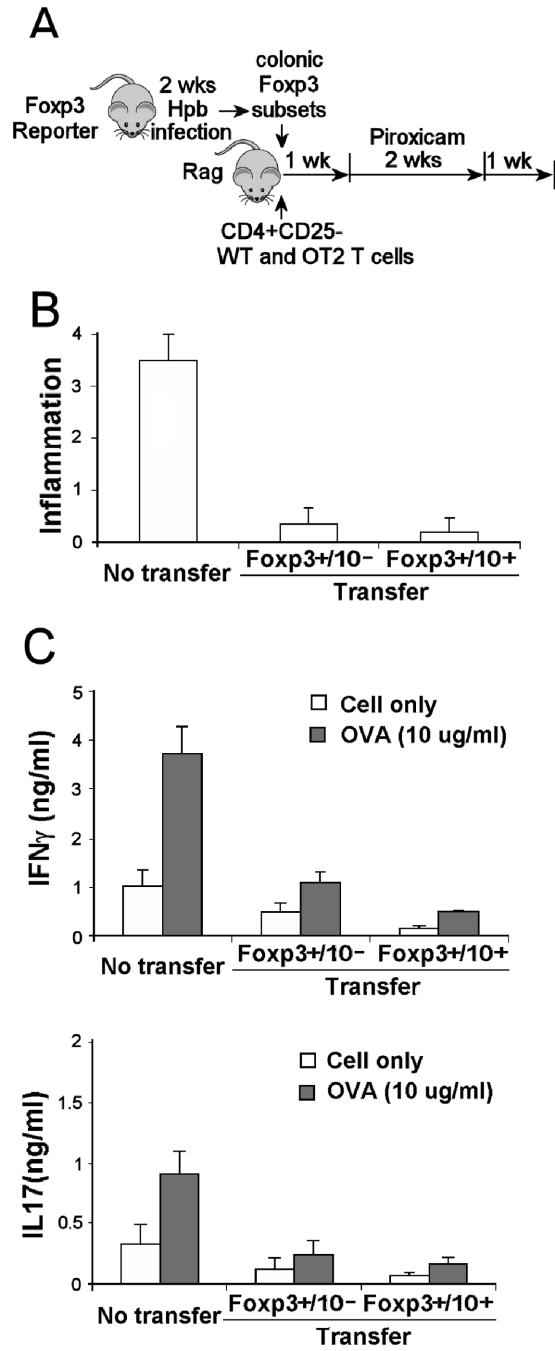 A
Foxp3
Reporter
2 wks
Hpb
infection
colonic
Foxp3
subsets
Rag
1 wk
Piroxicam
2 wks
1 wk
CD4+CD25-
WT and OT2 T cells
B
Inflammation
4
3
2
1
0
No transfer
Foxp3+/10-
Foxp3+/10+
Transfer
C
IFNγ (ng/ml)
5
4
3
2
1
0
Cell only
OVA (10 ug/ml)
No transfer
Foxp3+/10-
Foxp3+/10+
Transfer
IL17(ng/ml)
2
1.5
1
0.5
0
Cell only
OVA (10 ug/ml)
No transfer
Foxp3+/10-
Foxp3+/10+
Transfer